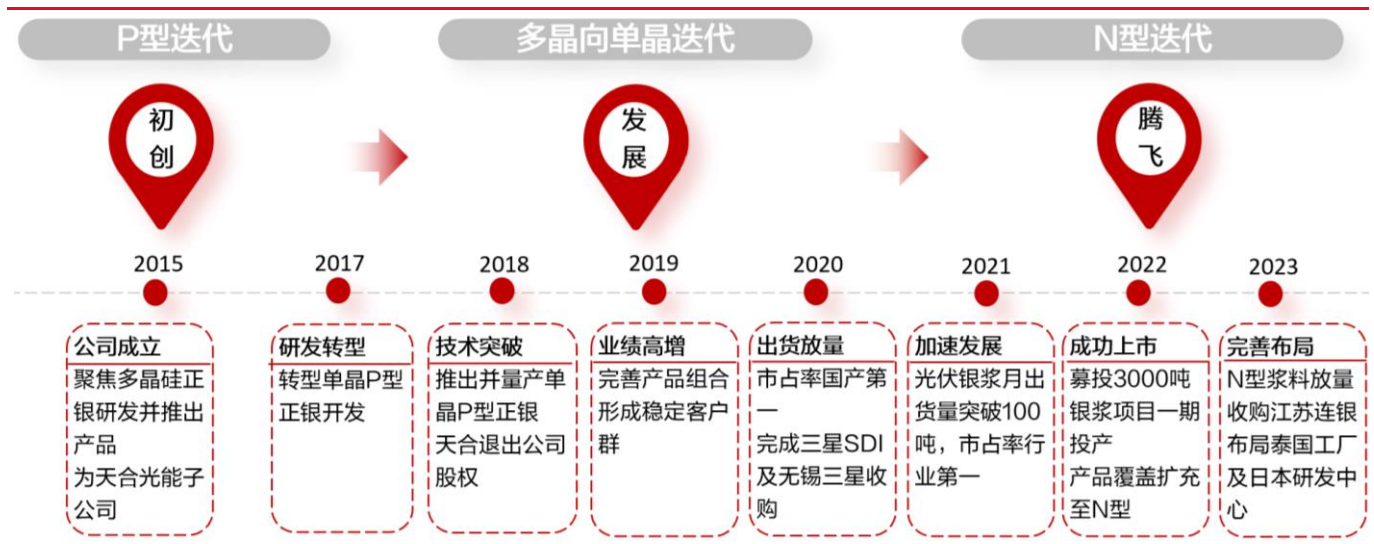 P型迭代
多晶向单晶迭代
N型迭代
初
创
发
展
腾
飞
2015
2017
2018
2019
2020
2021
2022
2023
公司成立
聚焦多晶硅正
银研发并推出
产品
为天合光能子
公司
研发转型
转型单晶P型
正银开发
技术突破
推出并量产单
晶P型正银
天合退出公司
股权
业绩高增
完善产品组合
形成稳定客户
群
出货放量
市占率国产第
一
完成三星SDI
及无锡三星收
购
加速发展
光伏银浆月出
货量突破100
吨，市占率行
业第一
成功上市
募投3000吨
银浆项目一期
投产
产品覆盖扩充
至N型
完善布局
N型浆料放量
收购江苏连银
布局泰国工厂
及日本研发中
心